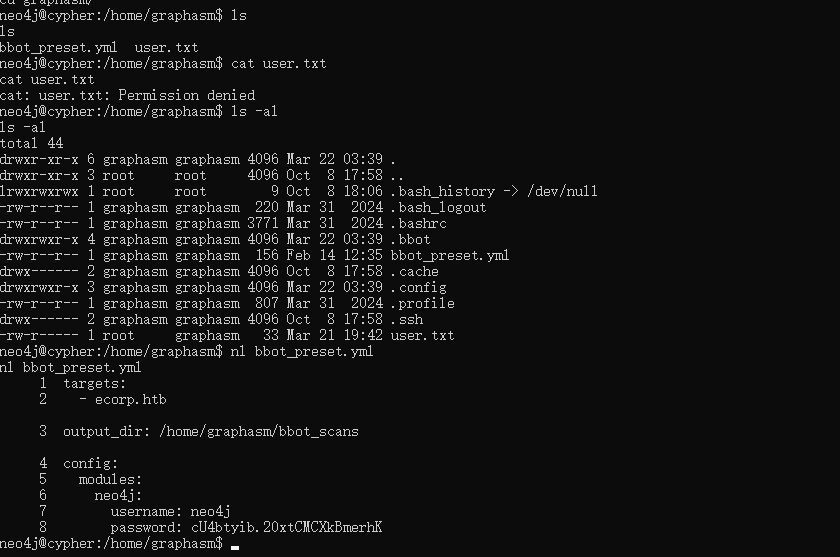 cd graphasm/
neo4j@cypher:/home/graphasm$ ls
ls
bbot_preset.yml  user.txt
neo4j@cypher:/home/graphasm$ cat user.txt
cat user.txt
cat: user.txt: Permission denied
neo4j@cypher:/home/graphasm$ ls -al
ls -al
total 44
drwxr-xr-x 6 graphasm graphasm 4096 Mar 22 03:39 .
drwxr-xr-x 3 root     root     4096 Oct  8 17:58 ..
lrwxrwxrwx 1 root     root        9 Oct  8 18:06 .bash_history -> /dev/null
-rw-r--r-- 1 graphasm graphasm  220 Mar 31  2024 .bash_logout
-rw-r--r-- 1 graphasm graphasm 3771 Mar 31  2024 .bashrc
drwxrwxr-x 4 graphasm graphasm 4096 Mar 22 03:39 .bbot
-rw-r--r-- 1 graphasm graphasm  156 Feb 14 12:35 bbot_preset.yml
drwx------ 2 graphasm graphasm 4096 Oct  8 17:58 .cache
drwxrwxr-x 3 graphasm graphasm 4096 Mar 22 03:39 .config
-rw-r--r-- 1 graphasm graphasm  807 Mar 31  2024 .profile
drwx------ 2 graphasm graphasm 4096 Oct  8 17:58 .ssh
-rw-r----- 1 root     graphasm   33 Mar 21 19:42 user.txt
neo4j@cypher:/home/graphasm$ nl bbot_preset.yml
nl bbot_preset.yml
     1  targets:
     2    - ecorp.htb
     3  output_dir: /home/graphasm/bbot_scans
     4  config:
     5    modules:
     6      neo4j:
     7        username: neo4j
     8        password: cU4btyib.20xtCMCXkBmerhK
neo4j@cypher:/home/graphasm$